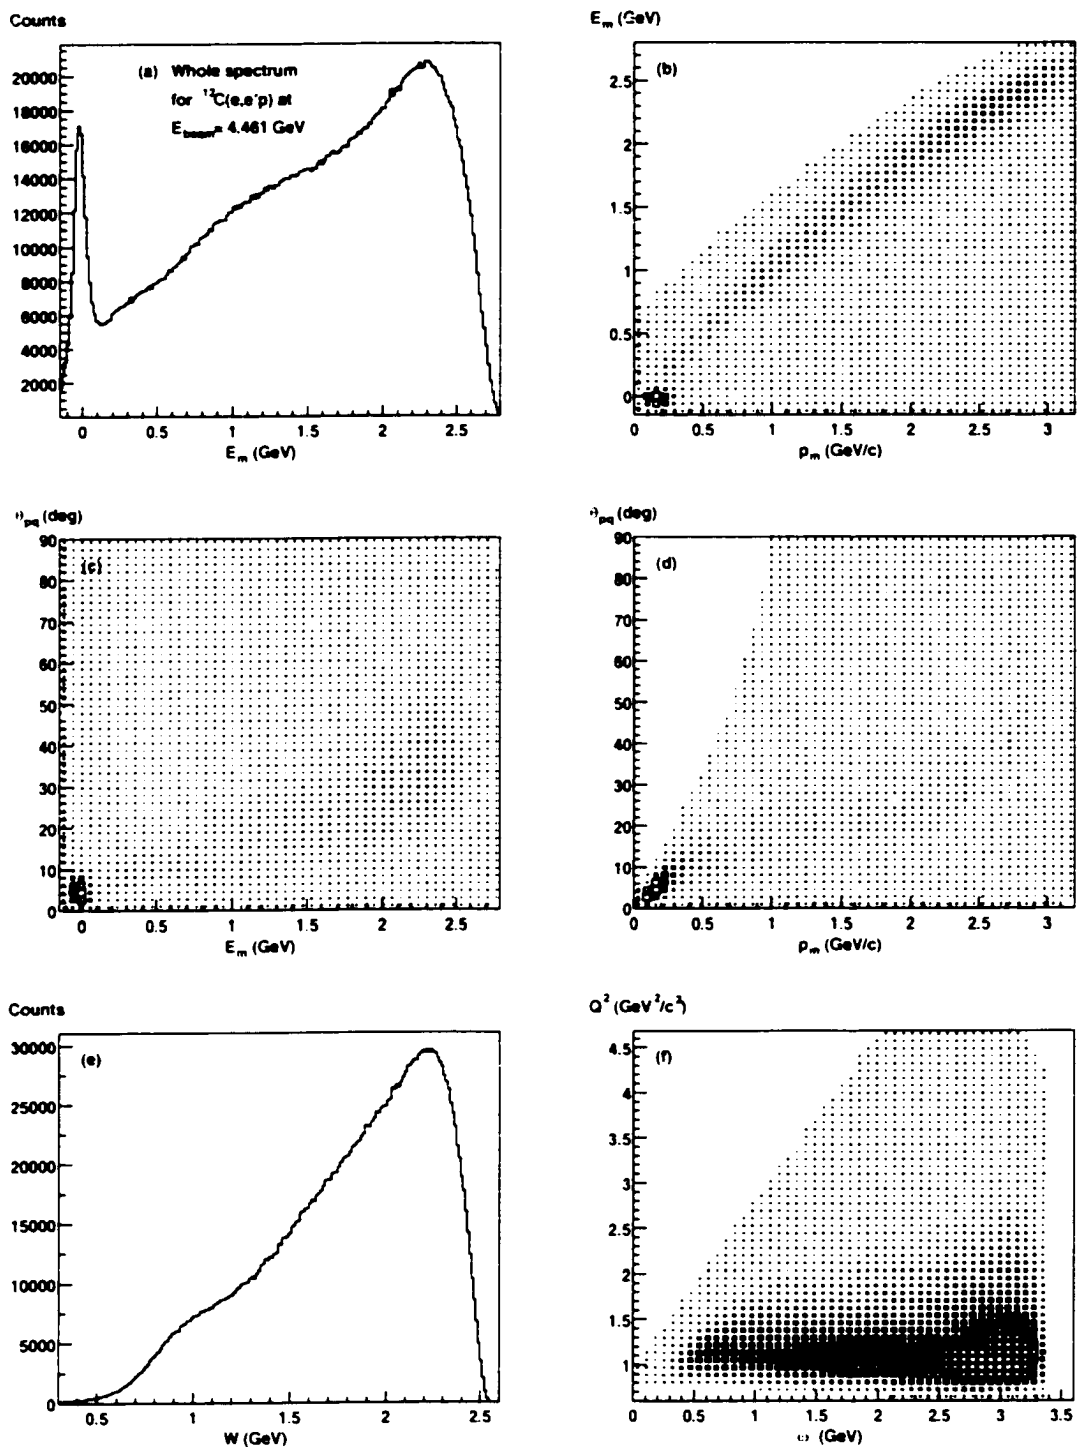 Counts
20000
18000
16000
14000
12000
10000
8000
6000
4000
2000
(a) Whole spectrum
for ¹²C(e,e'p) at
E_beam= 4.461 GeV
0 0.5 1 1.5 2 2.5
E_m (GeV)
E_m (GeV)
(b)
2.5
2
1.5
1
0.5
0
0 0.5 1 1.5 2 2.5 3
p_m (GeV/c)
θ_pq (deg)
(c)
90
80
70
60
50
40
30
20
10
0
0 0.5 1 1.5 2 2.5
E_m (GeV)
θ_pq (deg)
(d)
90
80
70
60
50
40
30
20
10
0
0 0.5 1 1.5 2 2.5 3
p_m (GeV/c)
Counts
(e)
30000
25000
20000
15000
10000
5000
0
0.5 1 1.5 2 2.5
W (GeV)
Q² (GeV²/c²)
(f)
4.5
4
3.5
3
2.5
2
1.5
1
0 0.5 1 1.5 2 2.5 3 3.5
ω (GeV)